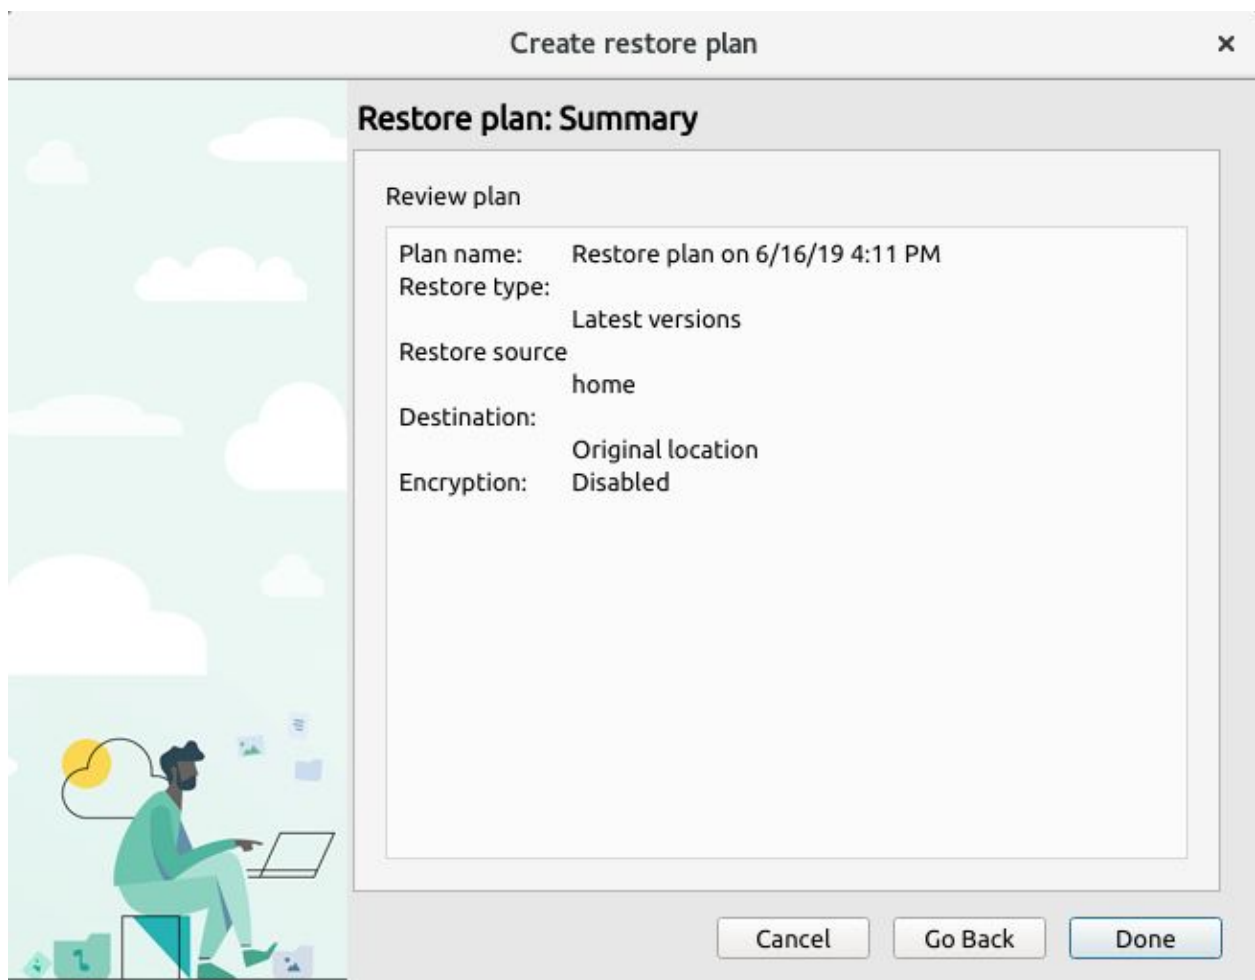 Create restore plan
Restore plan: Summary
Review plan
Plan name: Restore plan on 6/16/19 4:11 PM
Restore type:
Latest versions
Restore source
home
Destination:
Original location
Encryption: Disabled
Cancel Go Back Done